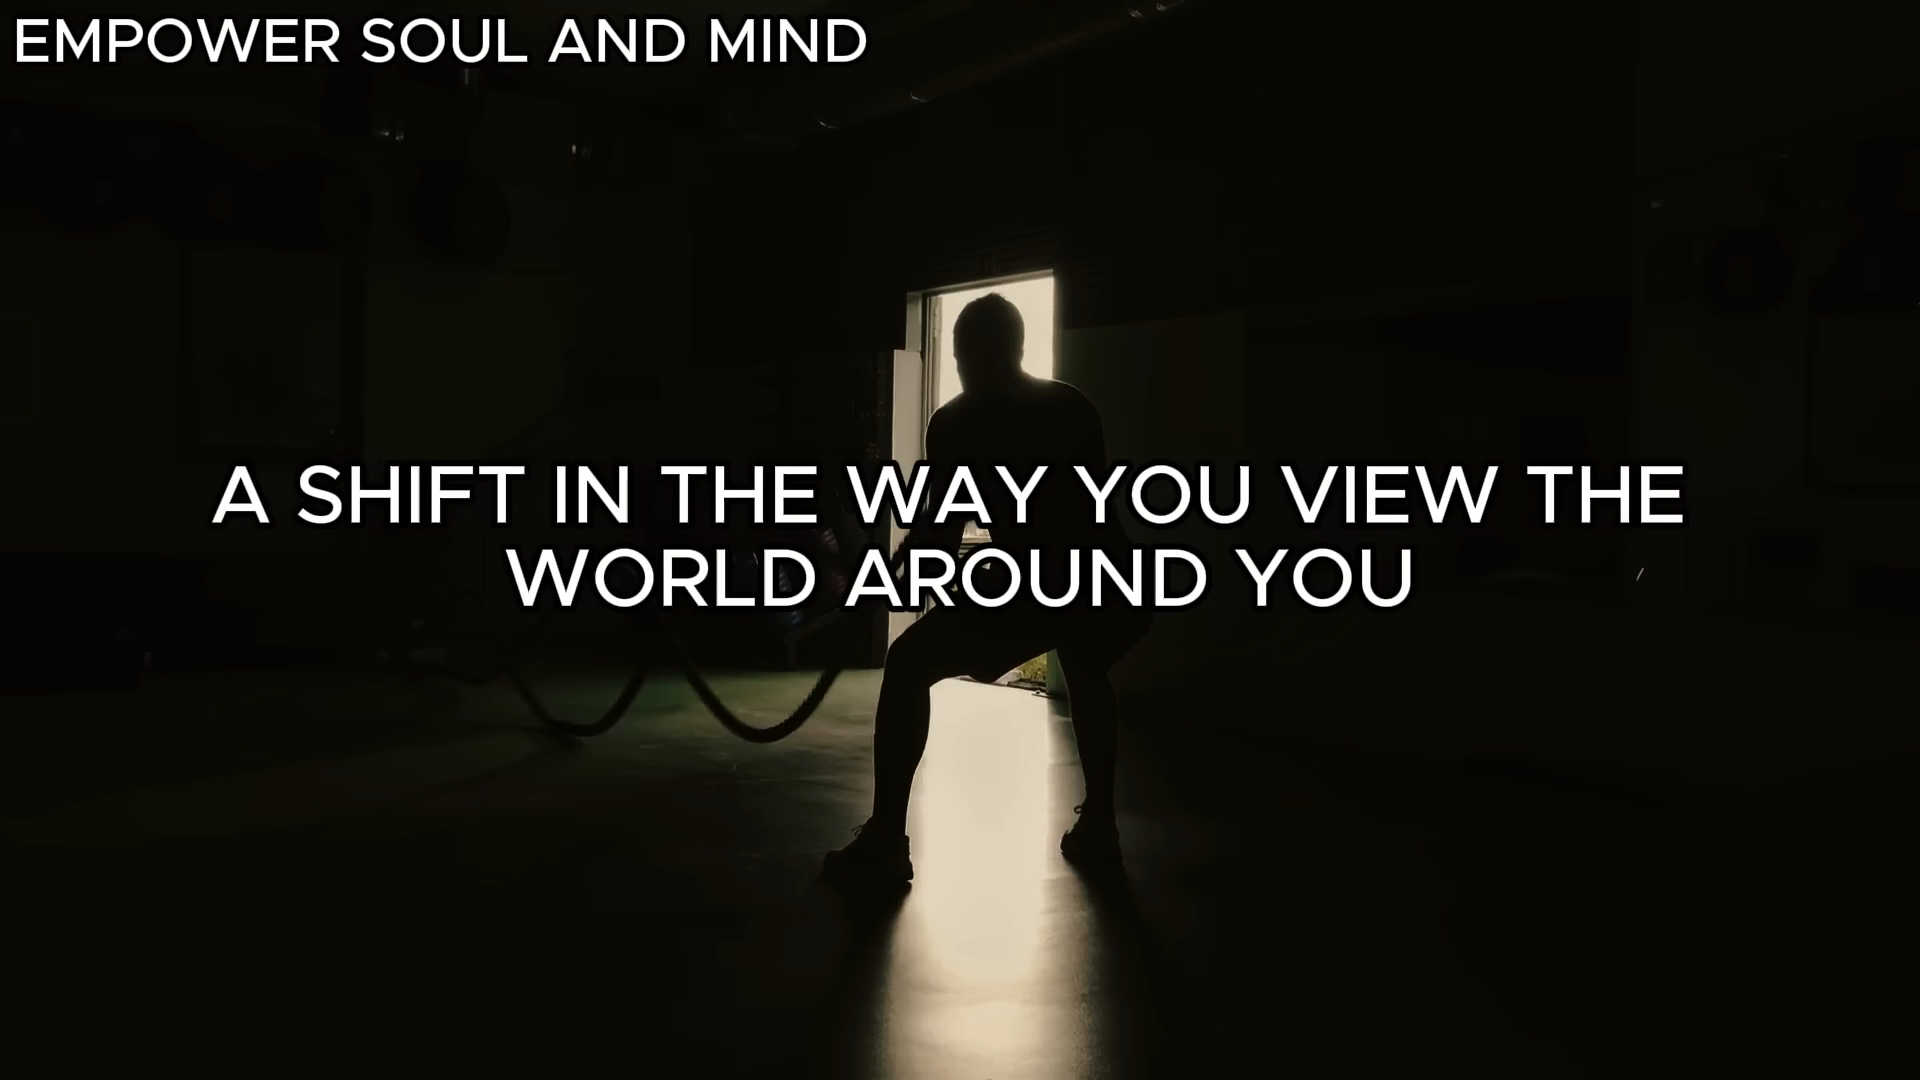 EMPOWER SOUL AND MIND
A SHIFT IN THE WAY YOU VIEW THE
WORLD AROUND YOU